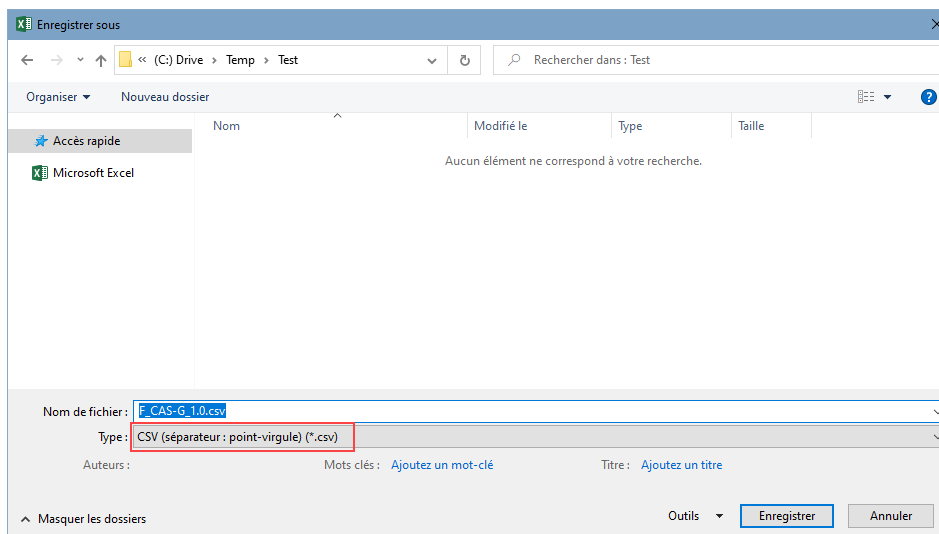 Enregistrer sous
« (C:) Drive › Temp › Test
Rechercher dans : Test
Organiser
Nouveau dossier
Nom
Modifié le
Type
Taille
Accès rapide
Microsoft Excel
Aucun élément ne correspond à votre recherche.
Nom de fichier : F_CAS-G_1.0.csv
Type : CSV (séparateur : point-virgule) (*.csv)
Auteurs :
Mots clés : Ajoutez un mot-clé
Titre : Ajoutez un titre
Masquer les dossiers
Outils
Enregistrer
Annuler